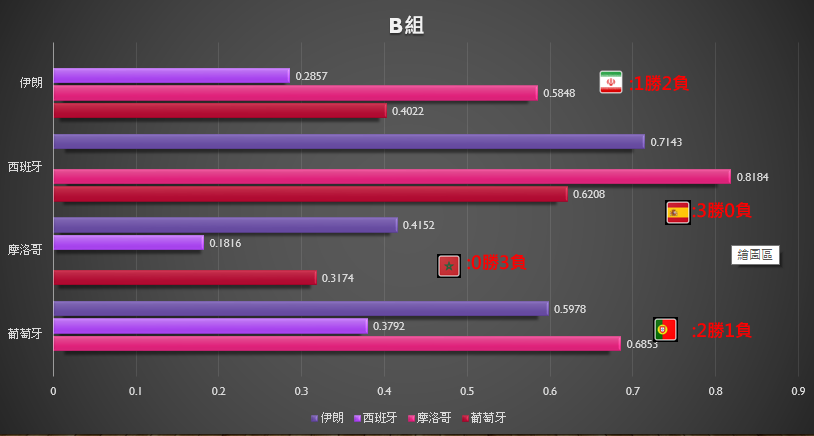 B組
伊朗
0.2857
0.5848
0.4022
:1勝2負
西班牙
0.7143
0.8184
0.6208
:3勝0負
摩洛哥
0.4152
0.1816
0.3174
:0勝3負
繪圖區
葡萄牙
0.5978
0.3792
0.6853
:2勝1負
0 0.1 0.2 0.3 0.4 0.5 0.6 0.7 0.8 0.9
伊朗 西班牙 摩洛哥 葡萄牙